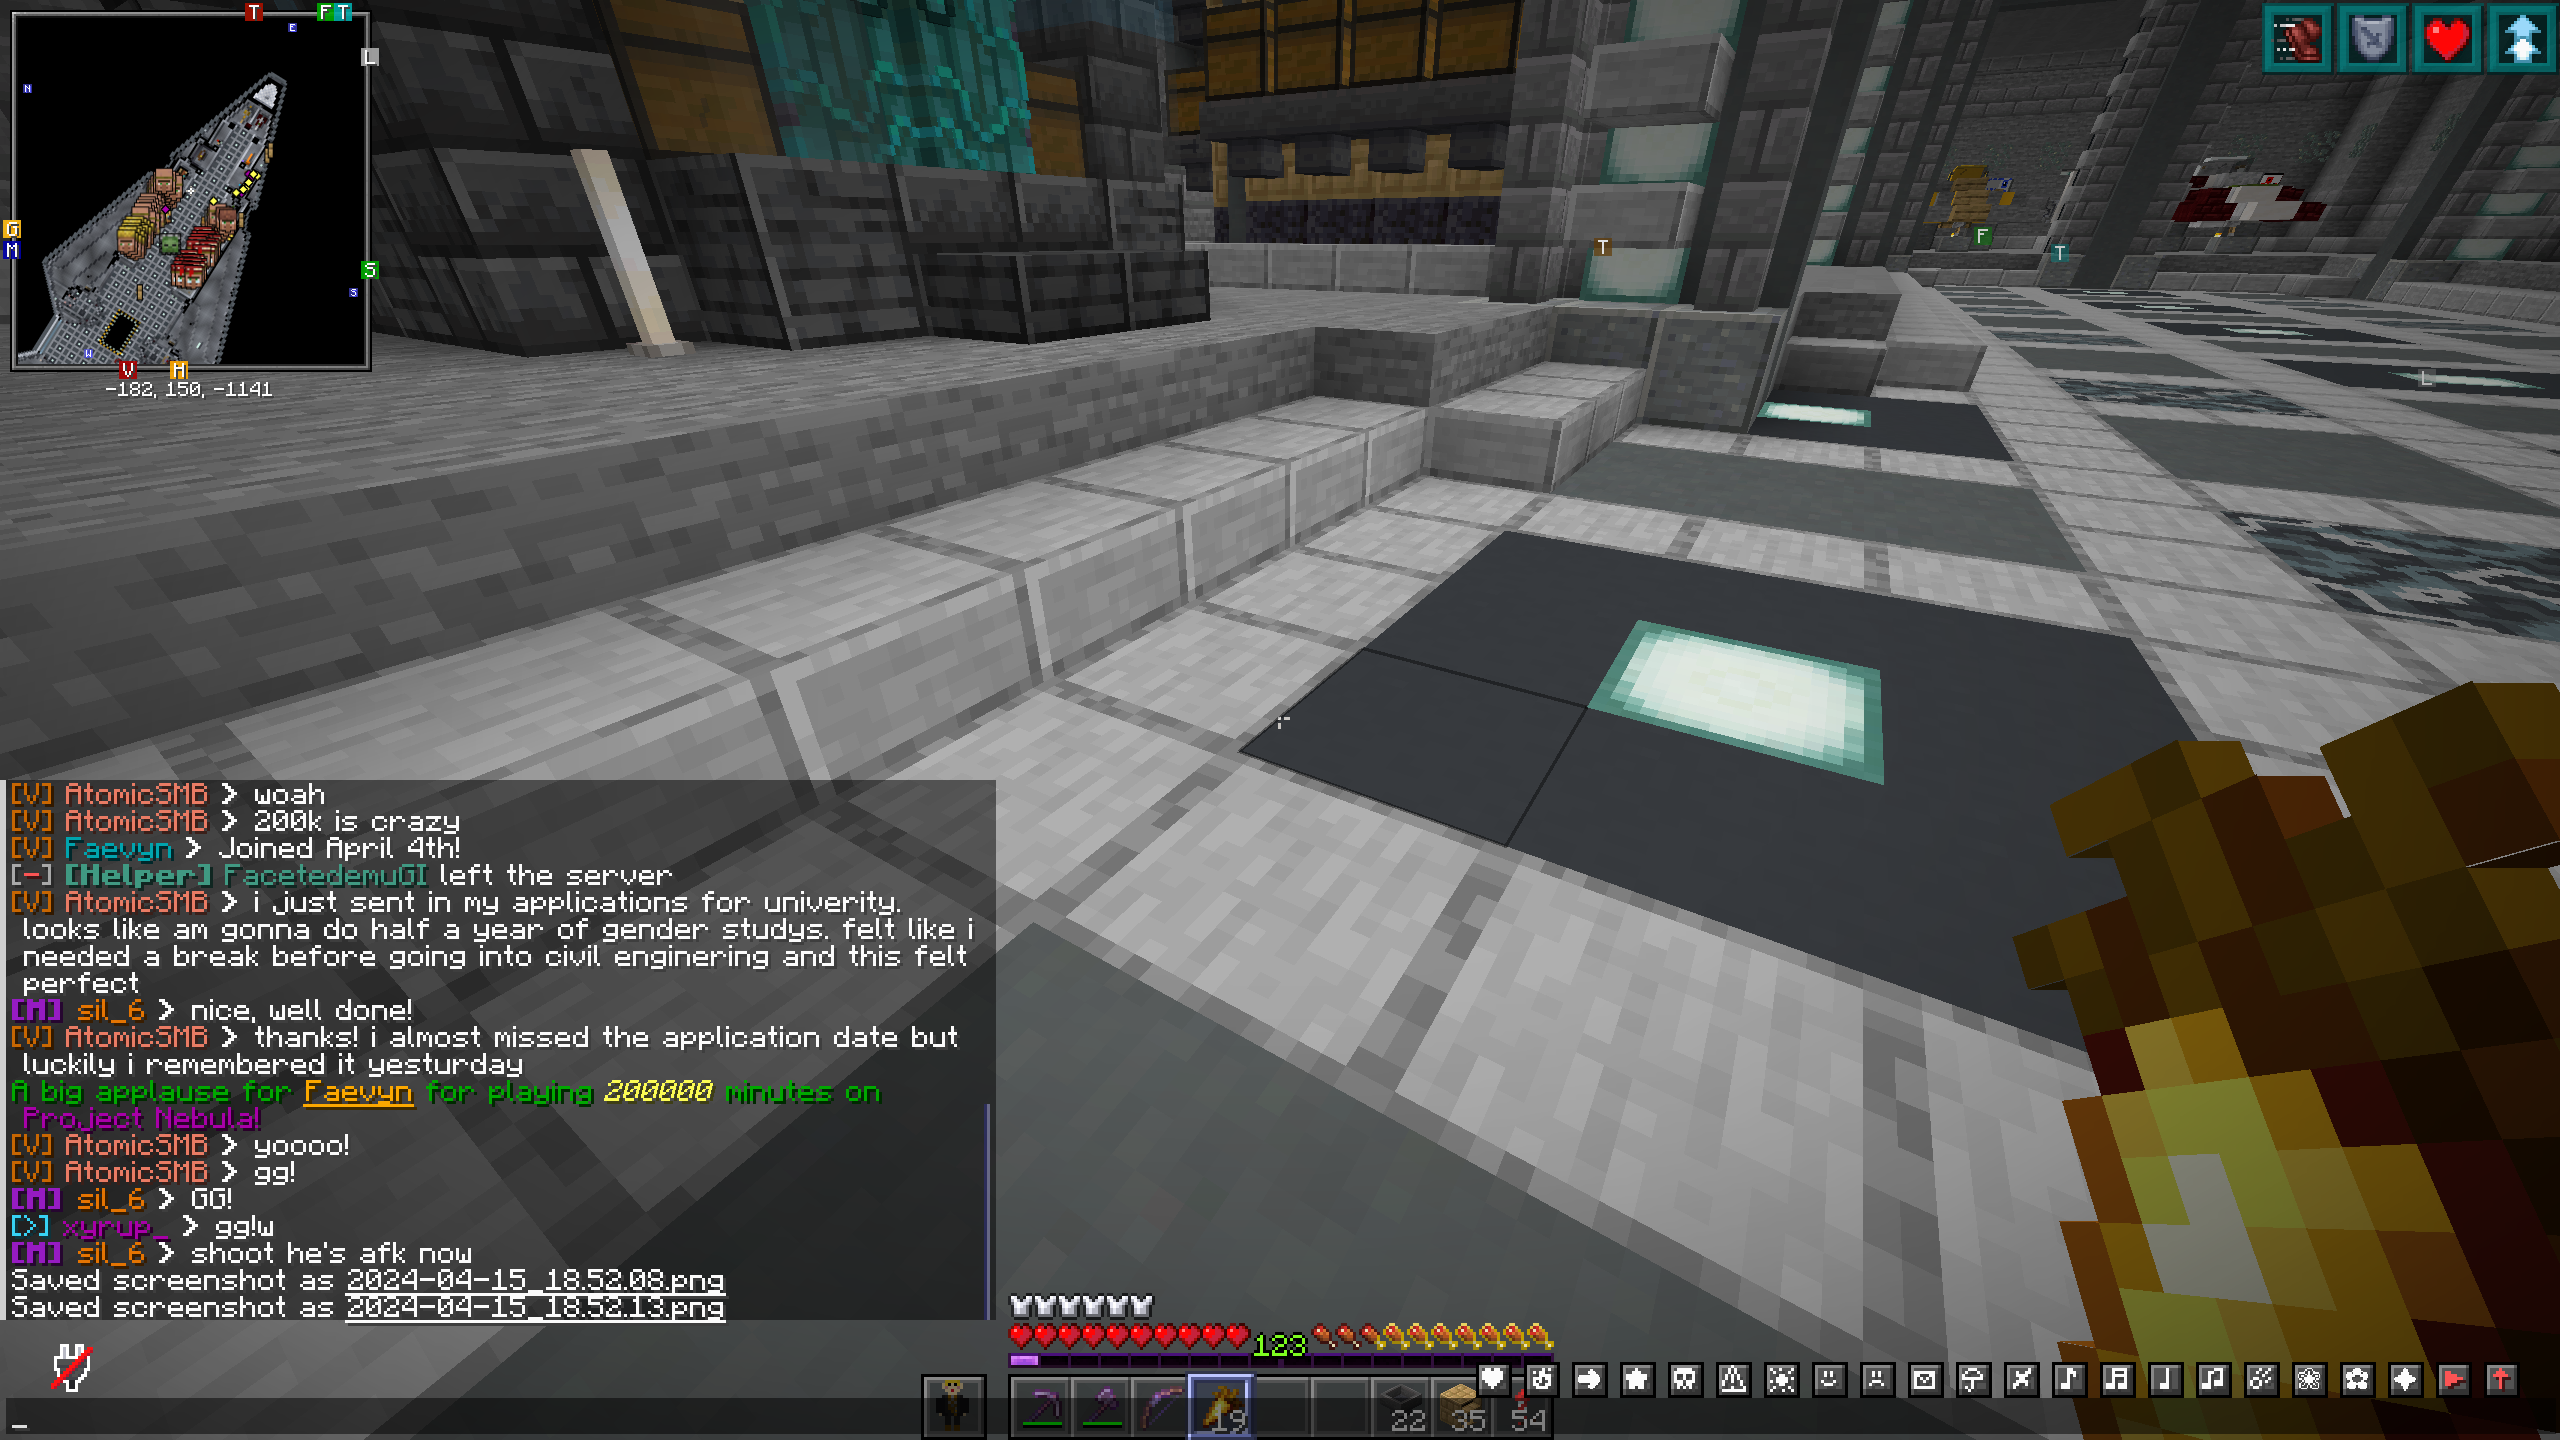 T
F
T
E
L
N
G
M
S
S
W
V
H
-182, 150, -1141
T
F
T
L
[V] AtomicSMB > woah
[V] AtomicSMB > 200k is crazy
[V] Faevyn > Joined April 4th!
[-] [Helper] FacetedemuGI left the server
[V] AtomicSMB > i just sent in my applications for univerity.
looks like am gonna do half a year of gender studys. felt like i
needed a break before going into civil enginering and this felt
perfect
[M] sil_6 > nice, well done!
[V] AtomicSMB > thanks! i almost missed the application date but
luckily i remembered it yesturday
A big applause for Faevyn for playing 200000 minutes on
Project Nebula!
[V] AtomicSMB > yoooo!
[V] AtomicSMB > gg!
[M] sil_6 > GG!
[>] xyrup_ > gg!w
[M] sil_6 > shoot he's afk now
Saved screenshot as 2024-04-15_18.52.08.png
Saved screenshot as 2024-04-15_18.52.13.png
123
19
22
35
54
_